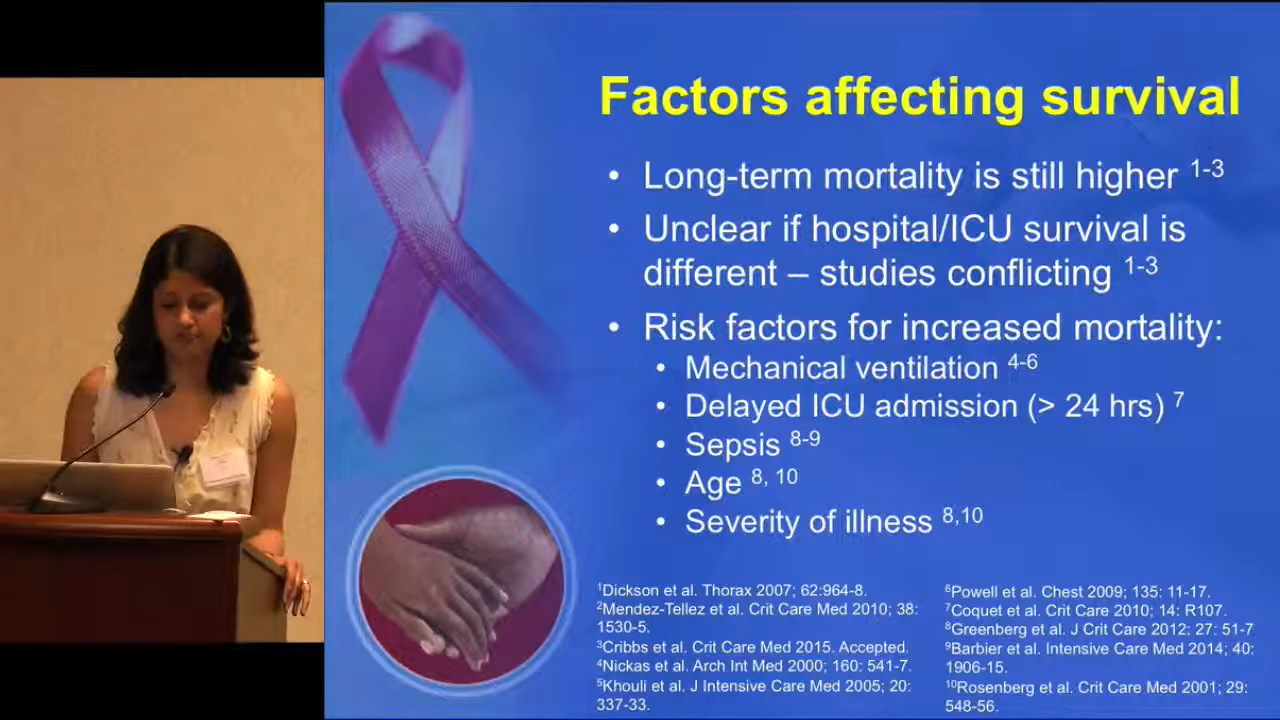 Factors affecting survival
• Long-term mortality is still higher 1-3
• Unclear if hospital/ICU survival is
different – studies conflicting 1-3
• Risk factors for increased mortality:
• Mechanical ventilation 4-6
• Delayed ICU admission (> 24 hrs) 7
• Sepsis 8-9
• Age 8, 10
• Severity of illness 8,10
1Dickson et al. Thorax 2007; 62:964-8.
2Mendez-Tellez et al. Crit Care Med 2010; 38:
1530-5.
3Cribbs et al. Crit Care Med 2015. Accepted.
4Nickas et al. Arch Int Med 2000; 160: 541-7.
5Khouli et al. J Intensive Care Med 2005; 20:
337-33.
6Powell et al. Chest 2009; 135: 11-17.
7Coquet et al. Crit Care 2010; 14: R107.
8Greenberg et al. J Crit Care 2012; 27: 51-7
9Barbier et al. Intensive Care Med 2014; 40:
1906-15.
10Rosenberg et al. Crit Care Med 2001; 29:
548-56.